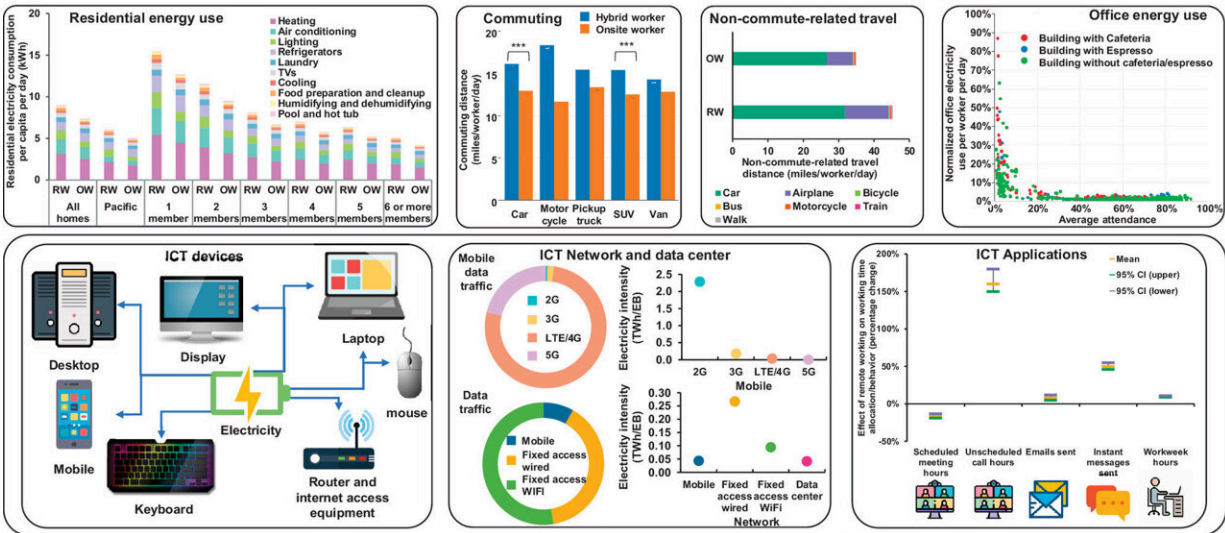 Residential energy use
Residential electricity consumption
per capita per day (kWh)
20
16
12
8
4
0
Heating
Air conditioning
Lighting
Refrigerators
Laundry
TVs
Cooling
Food preparation and cleanup
Humidifying and dehumidifying
Pool and hot tub
RW OW RW OW RW OW RW OW RW OW RW OW RW OW RW OW
All homes
Pacific
1 member
2 members
3 members
4 members
5 members
6 or more members
Commuting
Hybrid worker
Onsite worker
Commuting distance
(miles/worker/day)
20
15
10
5
0
***
***
Car
Motor cycle
Pickup truck
SUV
Van
Non-commute-related travel
OW
RW
0 10 20 30 40 50
Non-commute-related travel
distance (miles/worker/day)
Car
Airplane
Bicycle
Bus
Motorcycle
Train
Walk
Office energy use
Normalized office electricity
use per worker per day
100%
90%
80%
70%
60%
50%
40%
30%
20%
10%
0%
Building with Cafeteria
Building with Espresso
Building without cafeteria/espresso
0% 20% 40% 60% 80% 100%
Average attendance
ICT devices
Desktop
Display
Laptop
mouse
Mobile
Electricity
Keyboard
Router and
internet access
equipment
ICT Network and data center
Mobile
data
traffic
2G
3G
LTE/4G
5G
Electricity intensity
(TWh/EB)
2.5
2.0
1.5
1.0
0.5
0.0
2G 3G LTE/4G 5G
Mobile
Data
traffic
Mobile
Fixed access
wired
Fixed access
WIFI
Electricity intensity
(TWh/EB)
0.30
0.25
0.20
0.15
0.10
0.05
0.00
Mobile
Fixed access wired
Fixed access WiFi
Data center
Network
ICT Applications
Effect of remote working on working time
allocation/behavior (percentage change)
200%
150%
100%
50%
0%
-50%
Mean
95% CI (upper)
95% CI (lower)
Scheduled meeting hours
Unscheduled call hours
Emails sent
Instant messages sent
Workweek hours